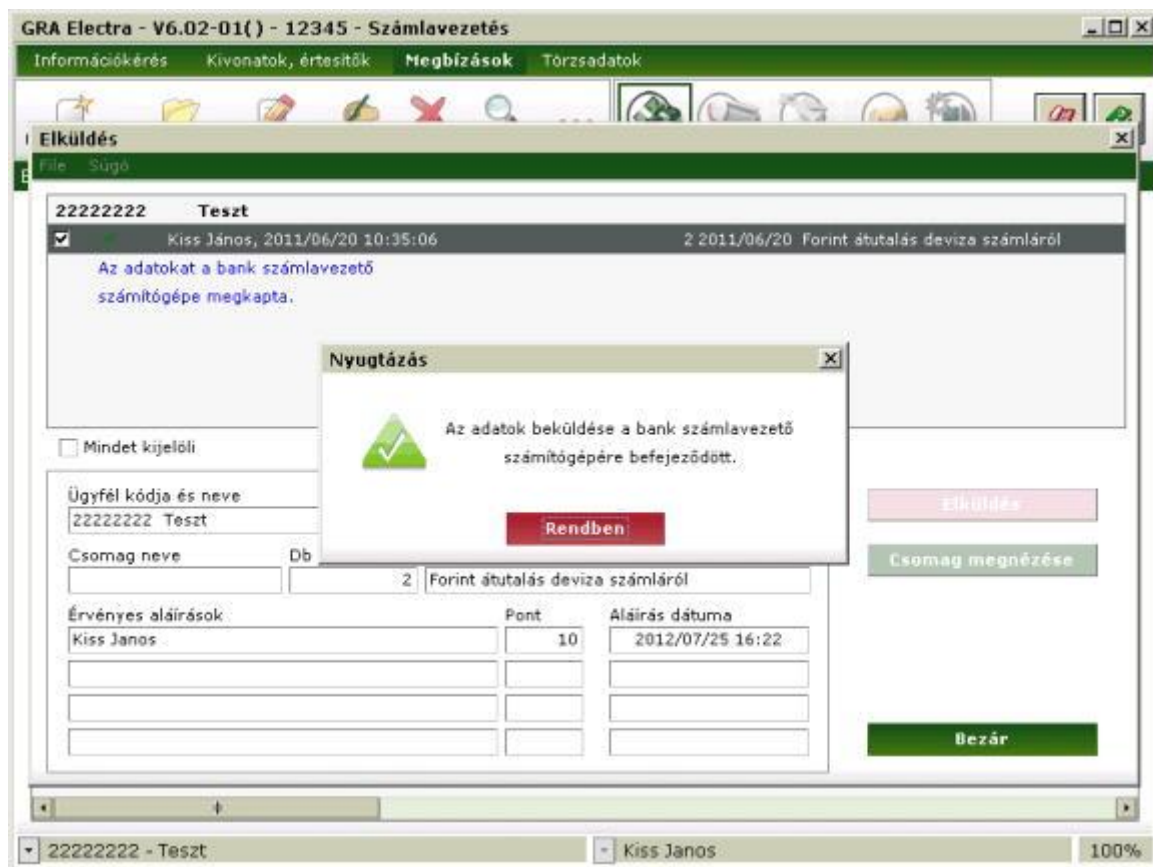 GRA Electra - V6.02-01( ) - 12345 - Számlavezetés
Információkérés Kivonatok, értesítők Megbízások Törzsadatok
Elküldés
File Súgó
22222222 Teszt
Kiss János, 2011/06/20 10:35:06 2 2011/06/20 Forint átutalás deviza számláról
Az adatokat a bank számlavezető
számítógépe megkapta.
Nyugtázás
Az adatok beküldése a bank számlavezető
számítógépére befejeződött.
Rendben
Mindet kijelöli
Ügyfél kódja és neve
22222222 Teszt
Elküldés
Csomag neve Db
Csomag megnézése
2 Forint átutalás deviza számláról
Érvényes aláírások Pont Aláírás dátuma
Kiss Janos 10 2012/07/25 16:22
Bezár
22222222 - Teszt Kiss Janos 100%